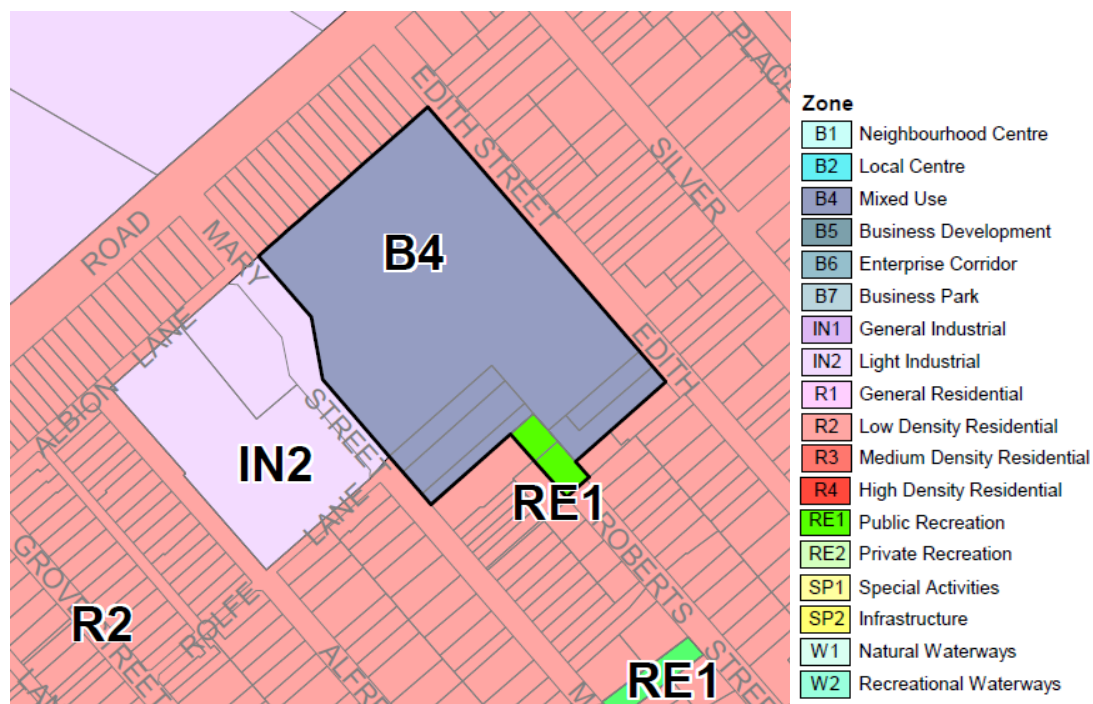 PLACE
EDITH STREET
SILVER
ROAD
MARY
B4
ALBION LANE
EDITH
STREET
IN2
LANE
RE1
ROBERTS
GROVE STREET
R2
ROLFE
ALFRE
RE1
STREE
LAN
M
Zone
B1 Neighbourhood Centre
B2 Local Centre
B4 Mixed Use
B5 Business Development
B6 Enterprise Corridor
B7 Business Park
IN1 General Industrial
IN2 Light Industrial
R1 General Residential
R2 Low Density Residential
R3 Medium Density Residential
R4 High Density Residential
RE1 Public Recreation
RE2 Private Recreation
SP1 Special Activities
SP2 Infrastructure
W1 Natural Waterways
W2 Recreational Waterways